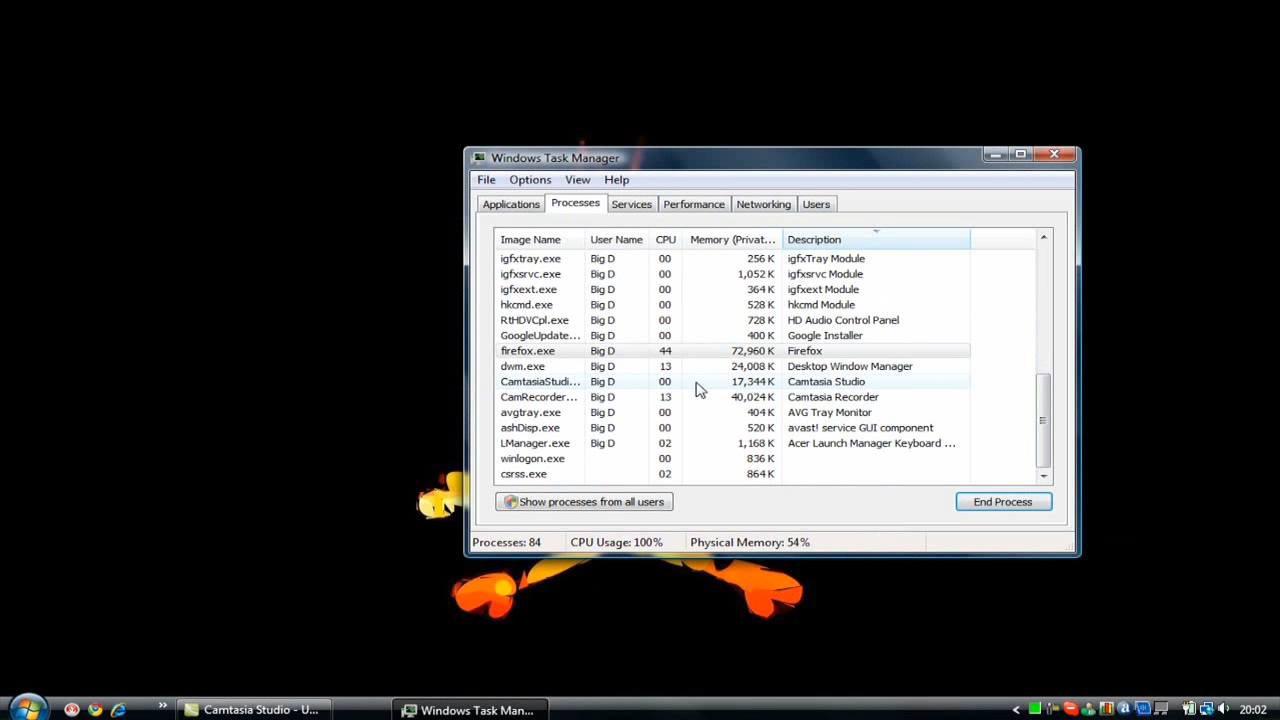 Windows Task Manager
File Options View Help
Applications Processes Services Performance Networking Users
Image Name User Name CPU Memory (Privat... Description
igfxtray.exe Big D 00 256 K igfxTray Module
igfxsrvc.exe Big D 00 1,052 K igfxsrvc Module
igfxext.exe Big D 00 364 K igfxext Module
hkcmd.exe Big D 00 528 K hkcmd Module
RtHDVCpl.exe Big D 00 728 K HD Audio Control Panel
GoogleUpdate... Big D 00 400 K Google Installer
firefox.exe Big D 44 72,960 K Firefox
dwm.exe Big D 13 24,008 K Desktop Window Manager
CamtasiaStudi... Big D 00 17,344 K Camtasia Studio
CamRecorder... Big D 13 40,024 K Camtasia Recorder
avgtray.exe Big D 00 404 K AVG Tray Monitor
ashDisp.exe Big D 00 520 K avast! service GUI component
LManager.exe Big D 02 1,168 K Acer Launch Manager Keyboard ...
winlogon.exe 00 836 K
csrss.exe 02 864 K
Show processes from all users End Process
Processes: 84 CPU Usage: 100% Physical Memory: 54%
Camtasia Studio - U... Windows Task Man... 20:02